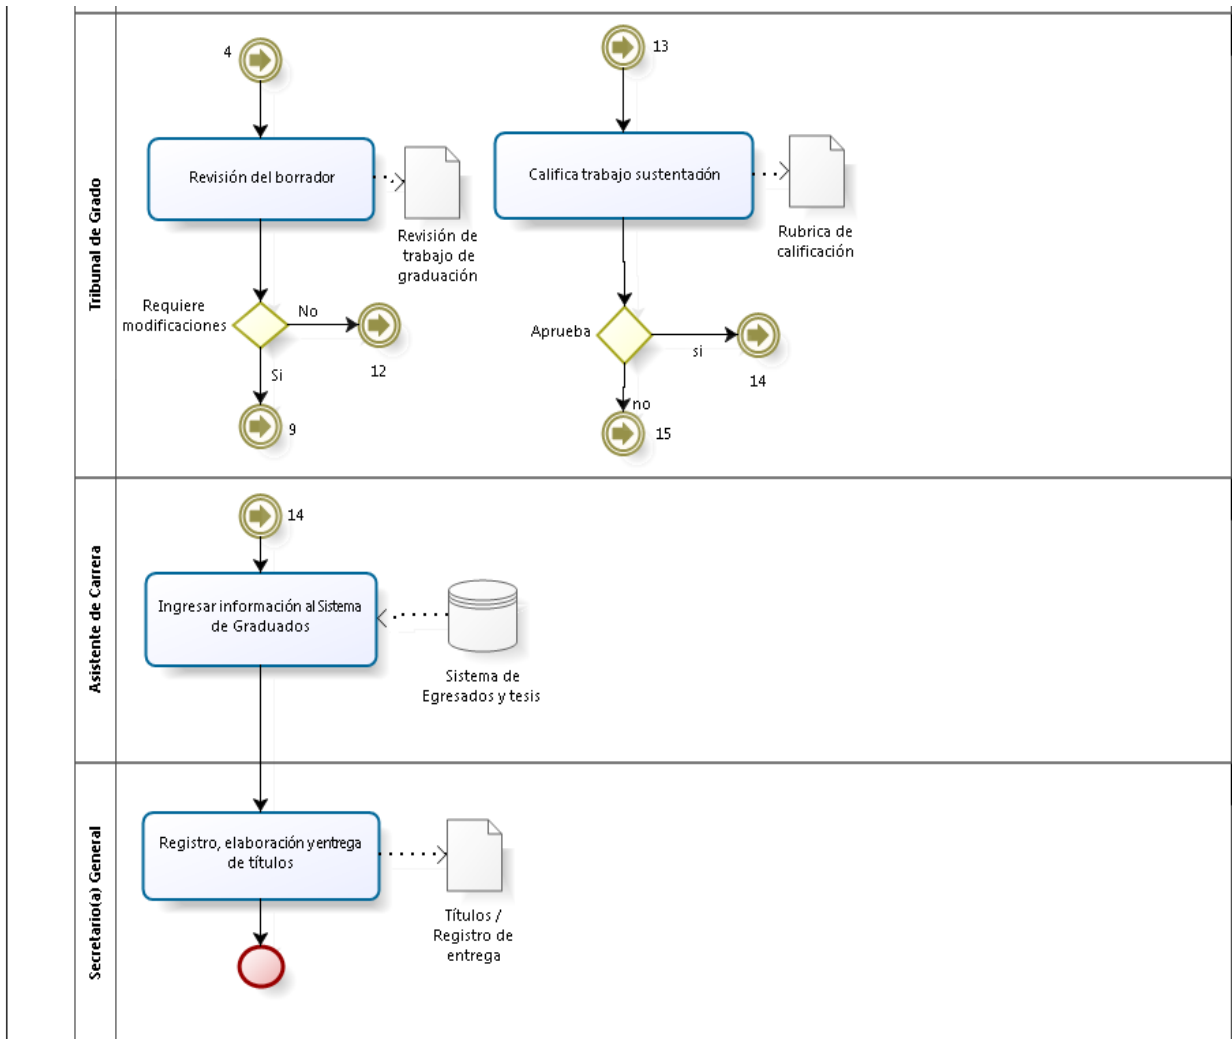 Tribunal de Grado
4
Revisión del borrador
Revisión de
trabajo de
graduación
Requiere
modificaciones
No
12
Si
9
13
Califica trabajo sustentación
Rubrica de
calificación
Aprueba
si
14
no
15
Asistente de Carrera
14
Ingresar información al Sistema
de Graduados
Sistema de
Egresados y tesis
Secretario(a) General
Registro, elaboración y entrega
de títulos
Títulos /
Registro de
entrega